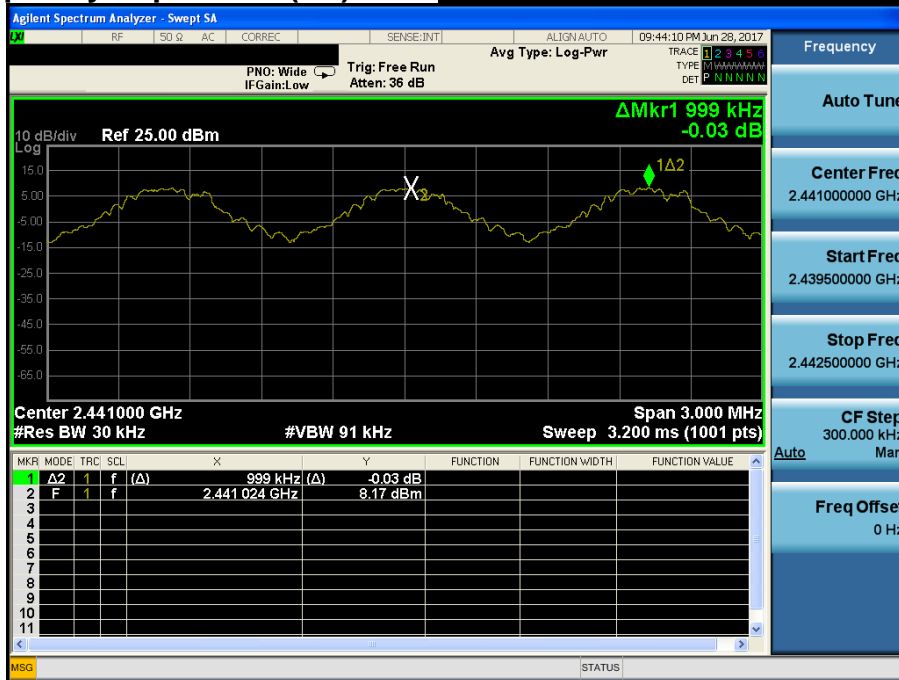 Agilent Spectrum Analyzer - Swept SA
LXI RF 50 Ω AC CORREC SENSE:INT ALIGN AUTO 09:44:10 PM Jun 28, 2017
Frequency
Avg Type: Log-Pwr TRACE 1 2 3 4 5 6
PNO: Wide Trig: Free Run TYPE M WWWWW
IFGain:Low Atten: 36 dB DET P N N N N N
Auto Tune
ΔMkr1 999 kHz
10 dB/div Ref 25.00 dBm -0.03 dB
Log
15.0
5.00
-5.00
-15.0
-25.0
-35.0
-45.0
-55.0
-65.0
1Δ2
X2
Center Freq
2.441000000 GHz
Start Freq
2.439500000 GHz
Stop Freq
2.442500000 GHz
Center 2.441000 GHz Span 3.000 MHz
#Res BW 30 kHz #VBW 91 kHz Sweep 3.200 ms (1001 pts)
CF Step
300.000 kHz
Auto Man
MKR MODE TRC SCL X Y FUNCTION FUNCTION WIDTH FUNCTION VALUE
1 Δ2 1 f (Δ) 999 kHz (Δ) -0.03 dB
2 F 1 f 2.441 024 GHz 8.17 dBm
3
4
5
6
7
8
9
10
11
Freq Offset
0 Hz
MSG STATUS